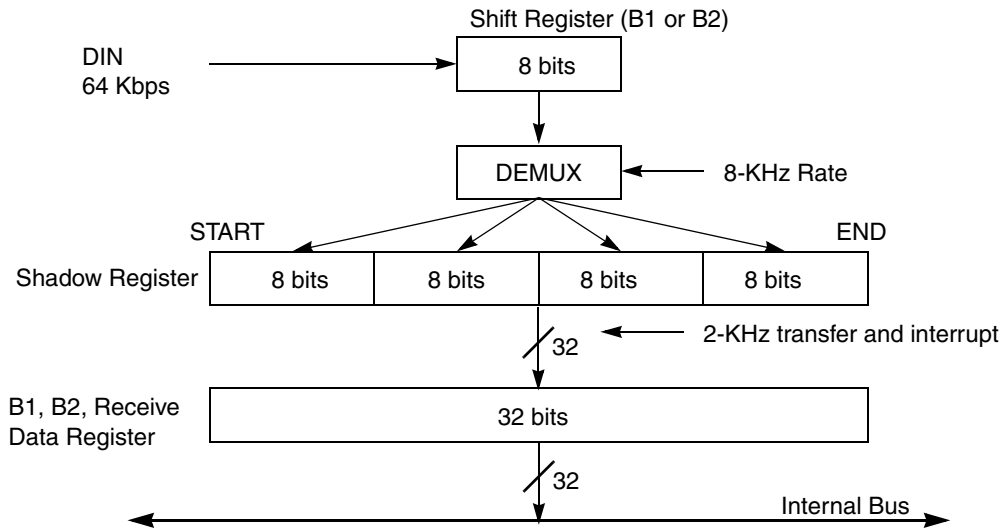 Shift Register (B1 or B2)
DIN
64 Kbps
8 bits
DEMUX
8-KHz Rate
START
END
Shadow Register
8 bits
8 bits
8 bits
8 bits
32
2-KHz transfer and interrupt
B1, B2, Receive
Data Register
32 bits
32
Internal Bus